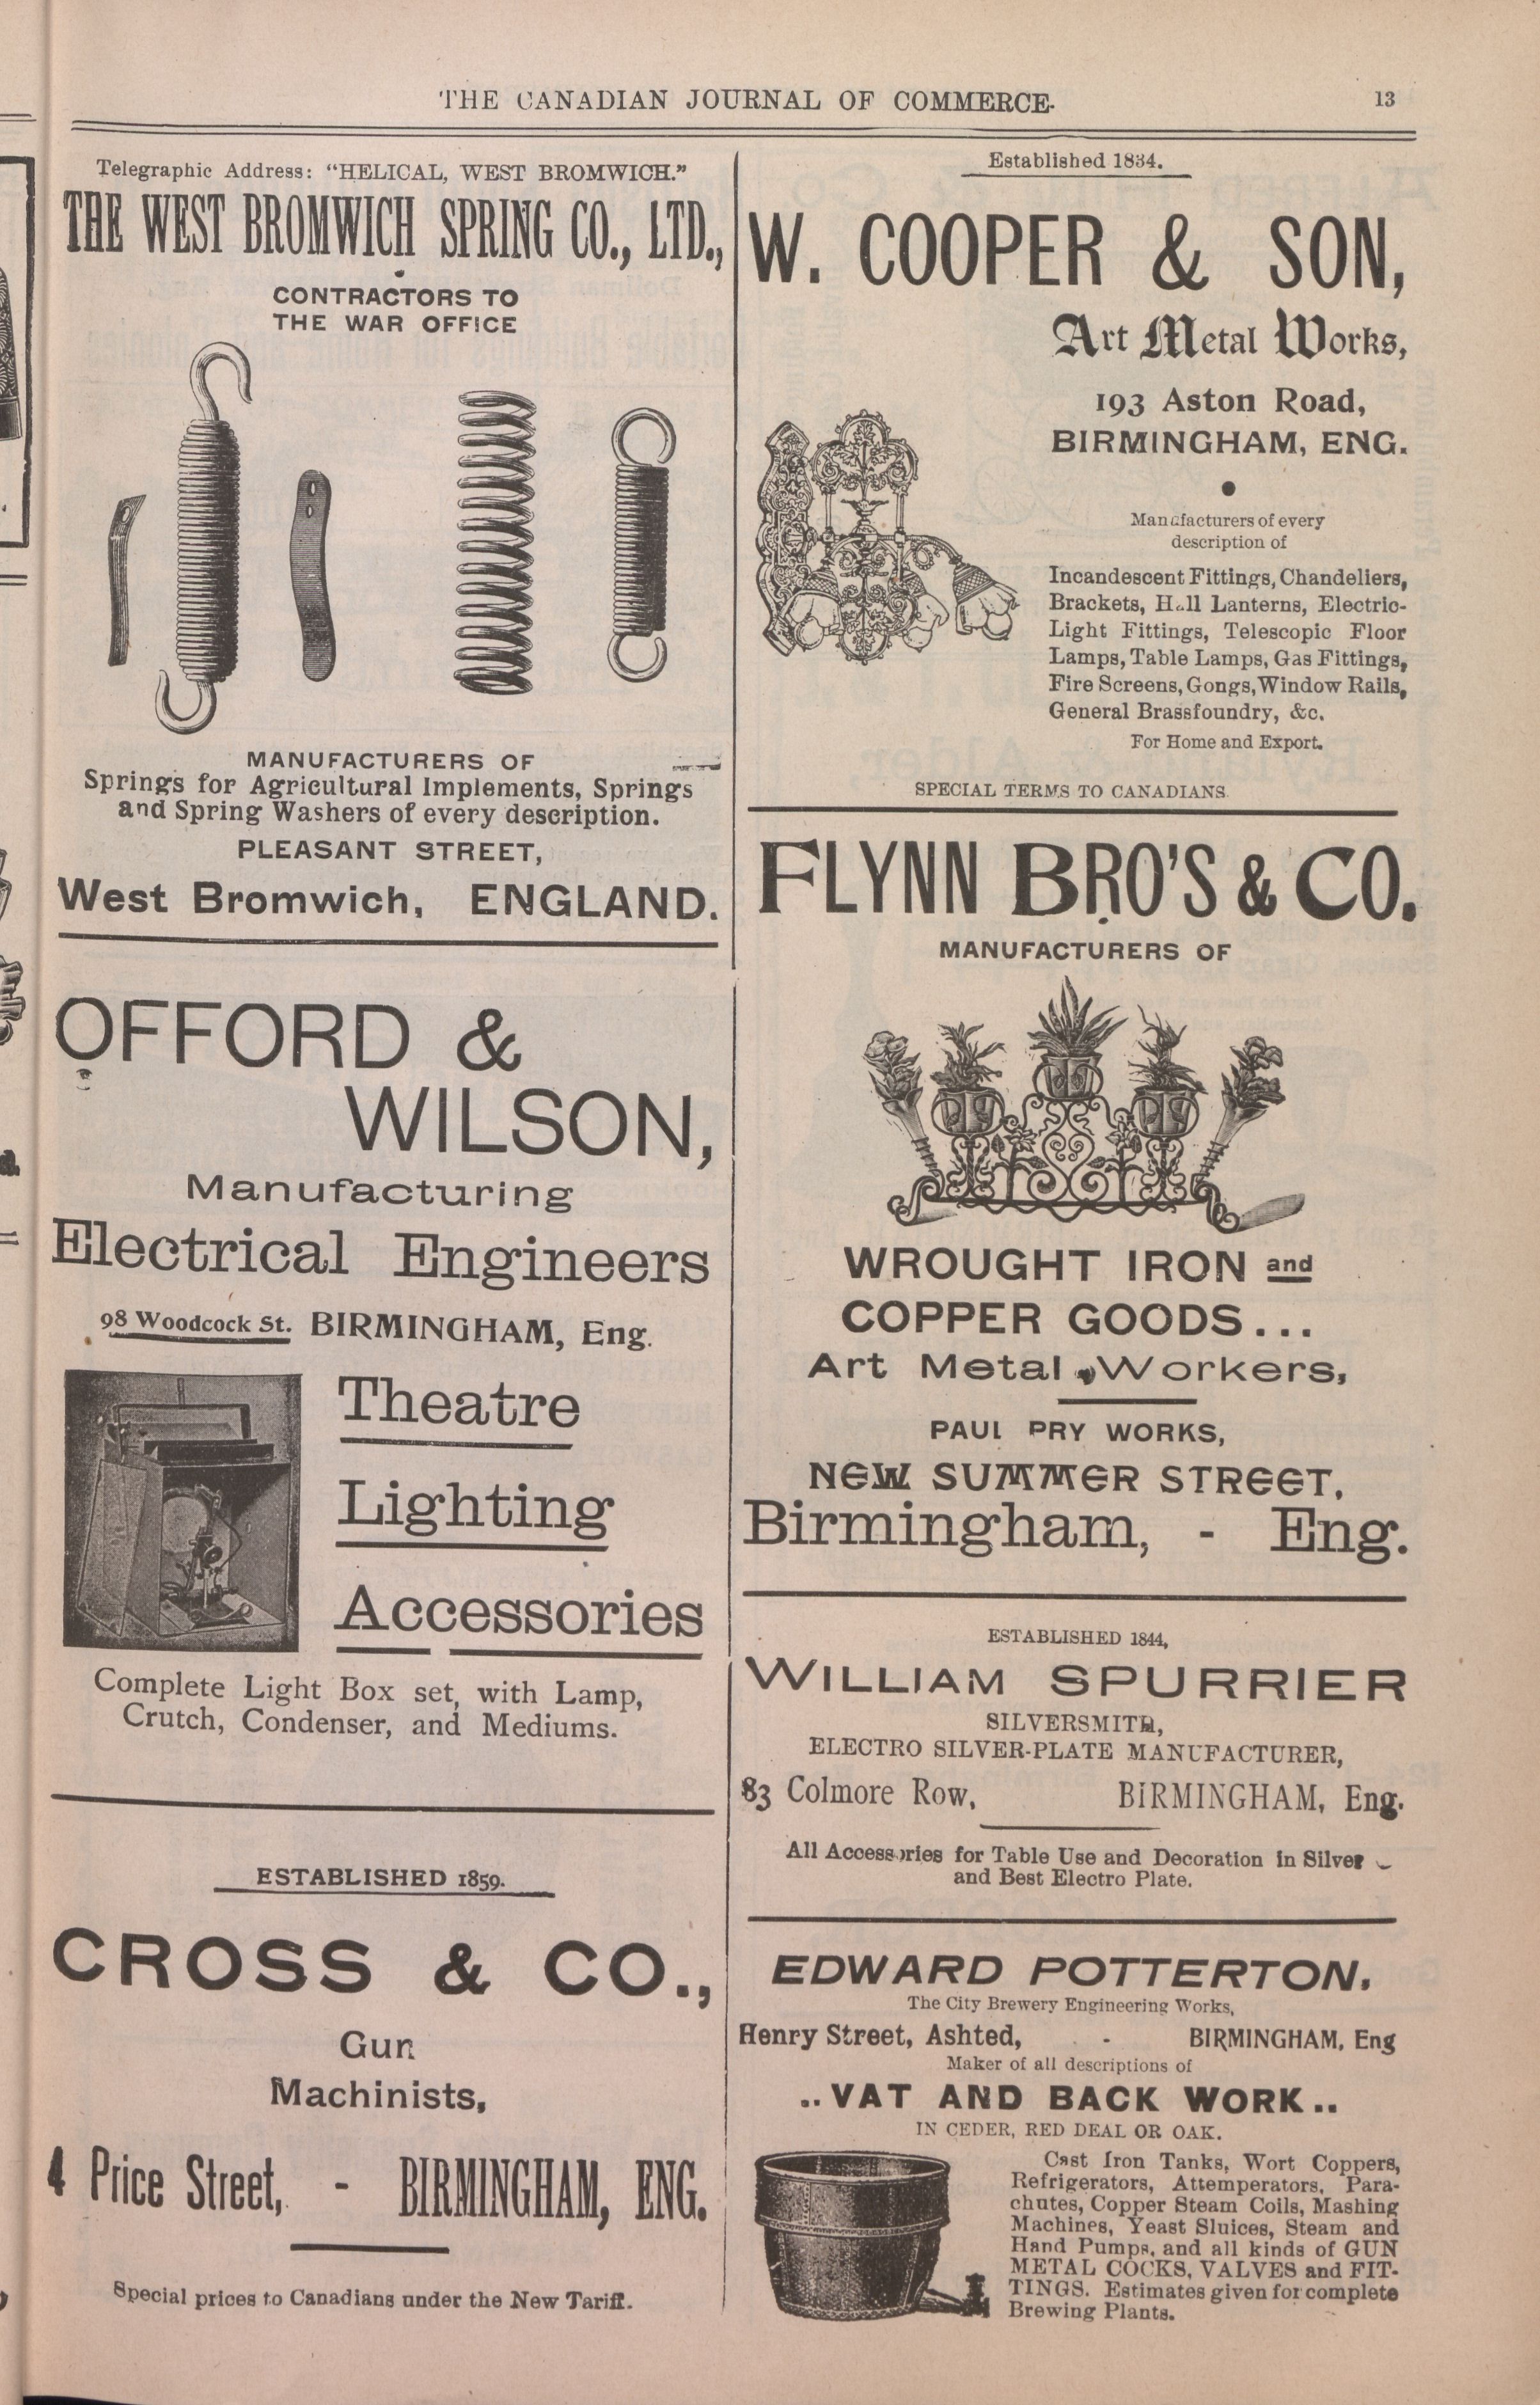 THE CANADIAN JOURNAL OF COMMERCE.
13
Telegraphic Address: "HELICAL, WEST BROMWICH."
THE WEST BROMWICH SPRING CO., LTD.,
CONTRACTORS TO
THE WAR OFFICE
MANUFACTURERS OF
Springs for Agricultural Implements, Springs
and Spring Washers of every description.
PLEASANT STREET,
West Bromwich, ENGLAND.
OFFORD &
WILSON,
Manufacturing
Electrical Engineers
98 Woodcock St. BIRMINGHAM, Eng.
Theatre
Lighting
Accessories
Complete Light Box set, with Lamp,
Crutch, Condenser, and Mediums.
ESTABLISHED 1859.
CROSS & CO.,
Gun
Machinists,
4 Price Street, - BIRMINGHAM, ENG.
Special prices to Canadians under the New Tariff.
Established 1834.
W. COOPER & SON,
Art Metal Works,
193 Aston Road,
BIRMINGHAM, ENG.
Manufacturers of every
description of
Incandescent Fittings, Chandeliers,
Brackets, Hall Lanterns, Electric-
Light Fittings, Telescopic Floor
Lamps, Table Lamps, Gas Fittings,
Fire Screens, Gongs, Window Rails,
General Brassfoundry, &c.
For Home and Export.
SPECIAL TERMS TO CANADIANS.
FLYNN BRO'S & CO.
MANUFACTURERS OF
WROUGHT IRON and
COPPER GOODS...
Art Metal Workers,
PAUL PRY WORKS,
NEW SUMMER STREET,
Birmingham, - Eng.
ESTABLISHED 1844,
WILLIAM SPURRIER
SILVERSMITH,
ELECTRO SILVER-PLATE MANUFACTURER,
83 Colmore Row, BIRMINGHAM, Eng.
All Accessories for Table Use and Decoration in Silver
and Best Electro Plate.
EDWARD POTTERTON,
The City Brewery Engineering Works,
Henry Street, Ashted, - BIRMINGHAM, Eng
Maker of all descriptions of
..VAT AND BACK WORK..
IN CEDER, RED DEAL OR OAK.
Cast Iron Tanks, Wort Coppers,
Refrigerators, Attemperators, Para-
chutes, Copper Steam Coils, Mashing
Machines, Yeast Sluices, Steam and
Hand Pumps, and all kinds of GUN
METAL COCKS, VALVES and FIT-
TINGS. Estimates given for complete
Brewing Plants.